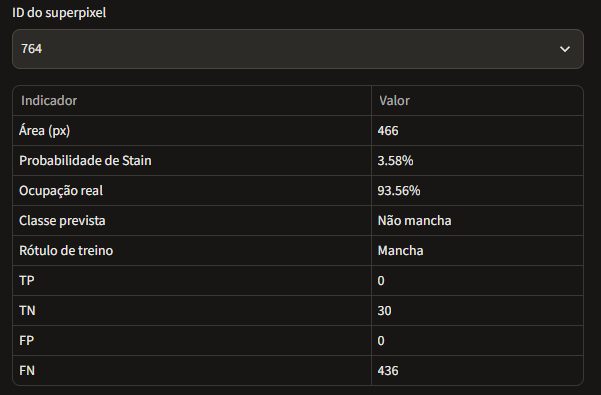 ID do superpixel
764
Indicador Valor
Área (px) 466
Probabilidade de Stain 3.58%
Ocupação real 93.56%
Classe prevista Não mancha
Rótulo de treino Mancha
TP 0
TN 30
FP 0
FN 436